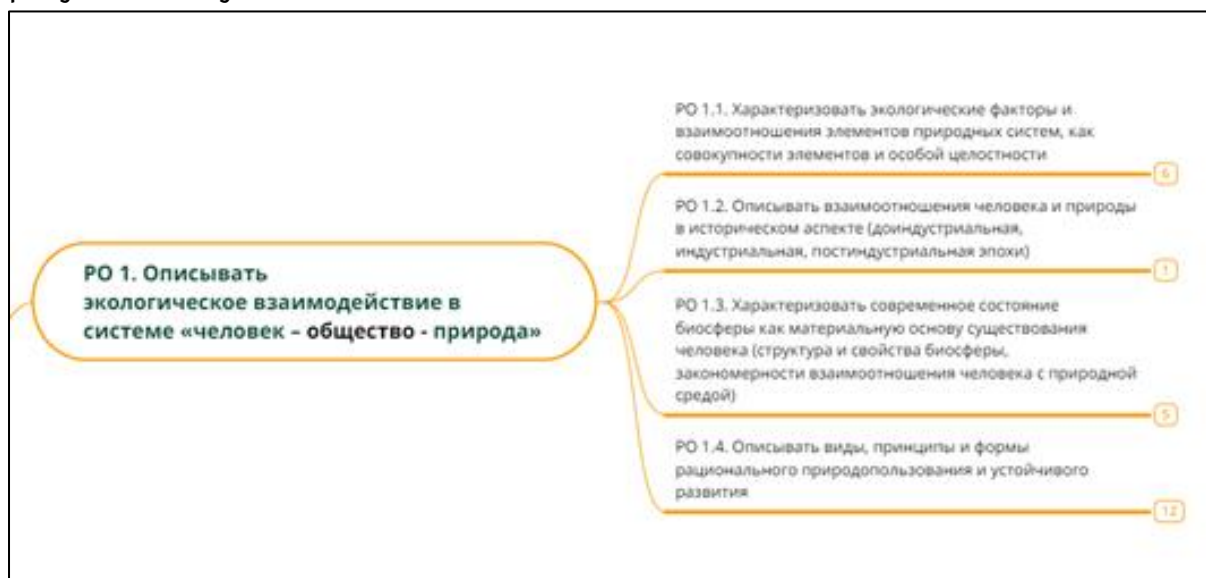 РО 1. Описывать
экологическое взаимодействие в
системе «человек – общество - природа»
РО 1.1. Характеризовать экологические факторы и
взаимоотношения элементов природных систем, как
совокупности элементов и особой целостности
6
РО 1.2. Описывать взаимоотношения человека и природы
в историческом аспекте (доиндустриальная,
индустриальная, постиндустриальная эпохи)
1
РО 1.3. Характеризовать современное состояние
биосферы как материальную основу существования
человека (структура и свойства биосферы,
закономерности взаимоотношения человека с природной
средой)
5
РО 1.4. Описывать виды, принципы и формы
рационального природопользования и устойчивого
развития
12